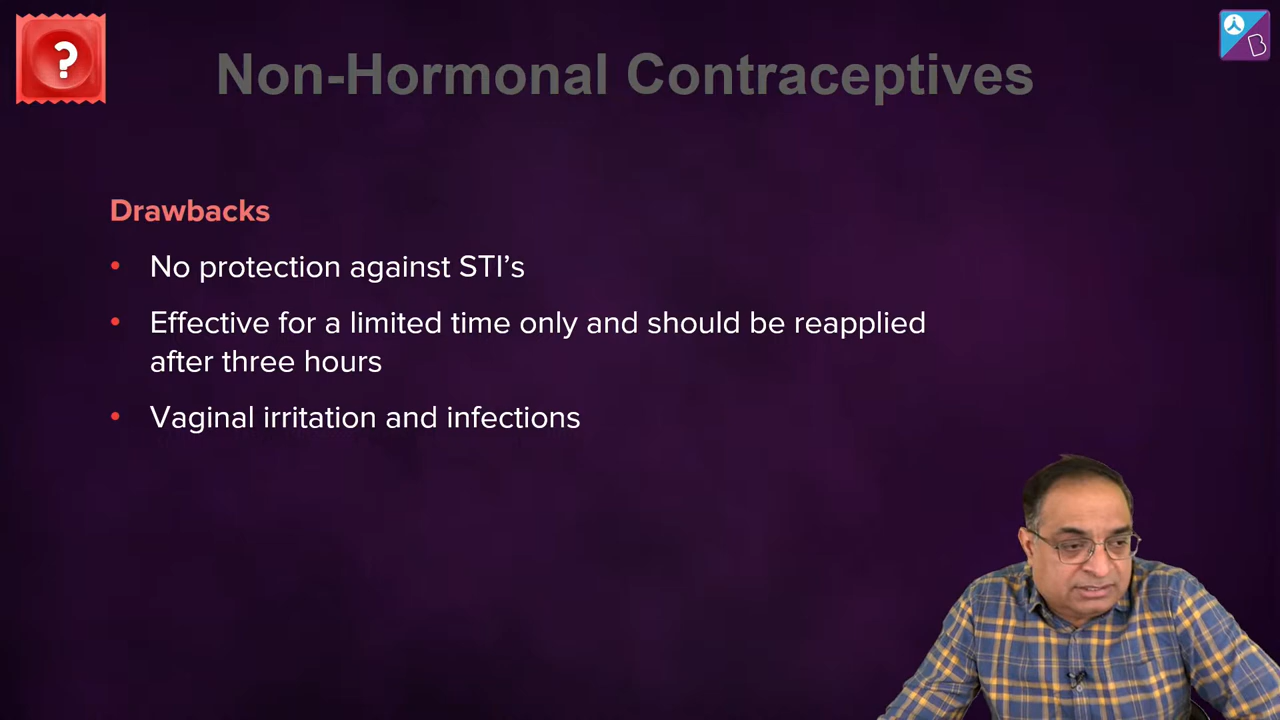 ?
B
Non-Hormonal Contraceptives
Drawbacks
• No protection against STI’s
• Effective for a limited time only and should be reapplied
after three hours
• Vaginal irritation and infections